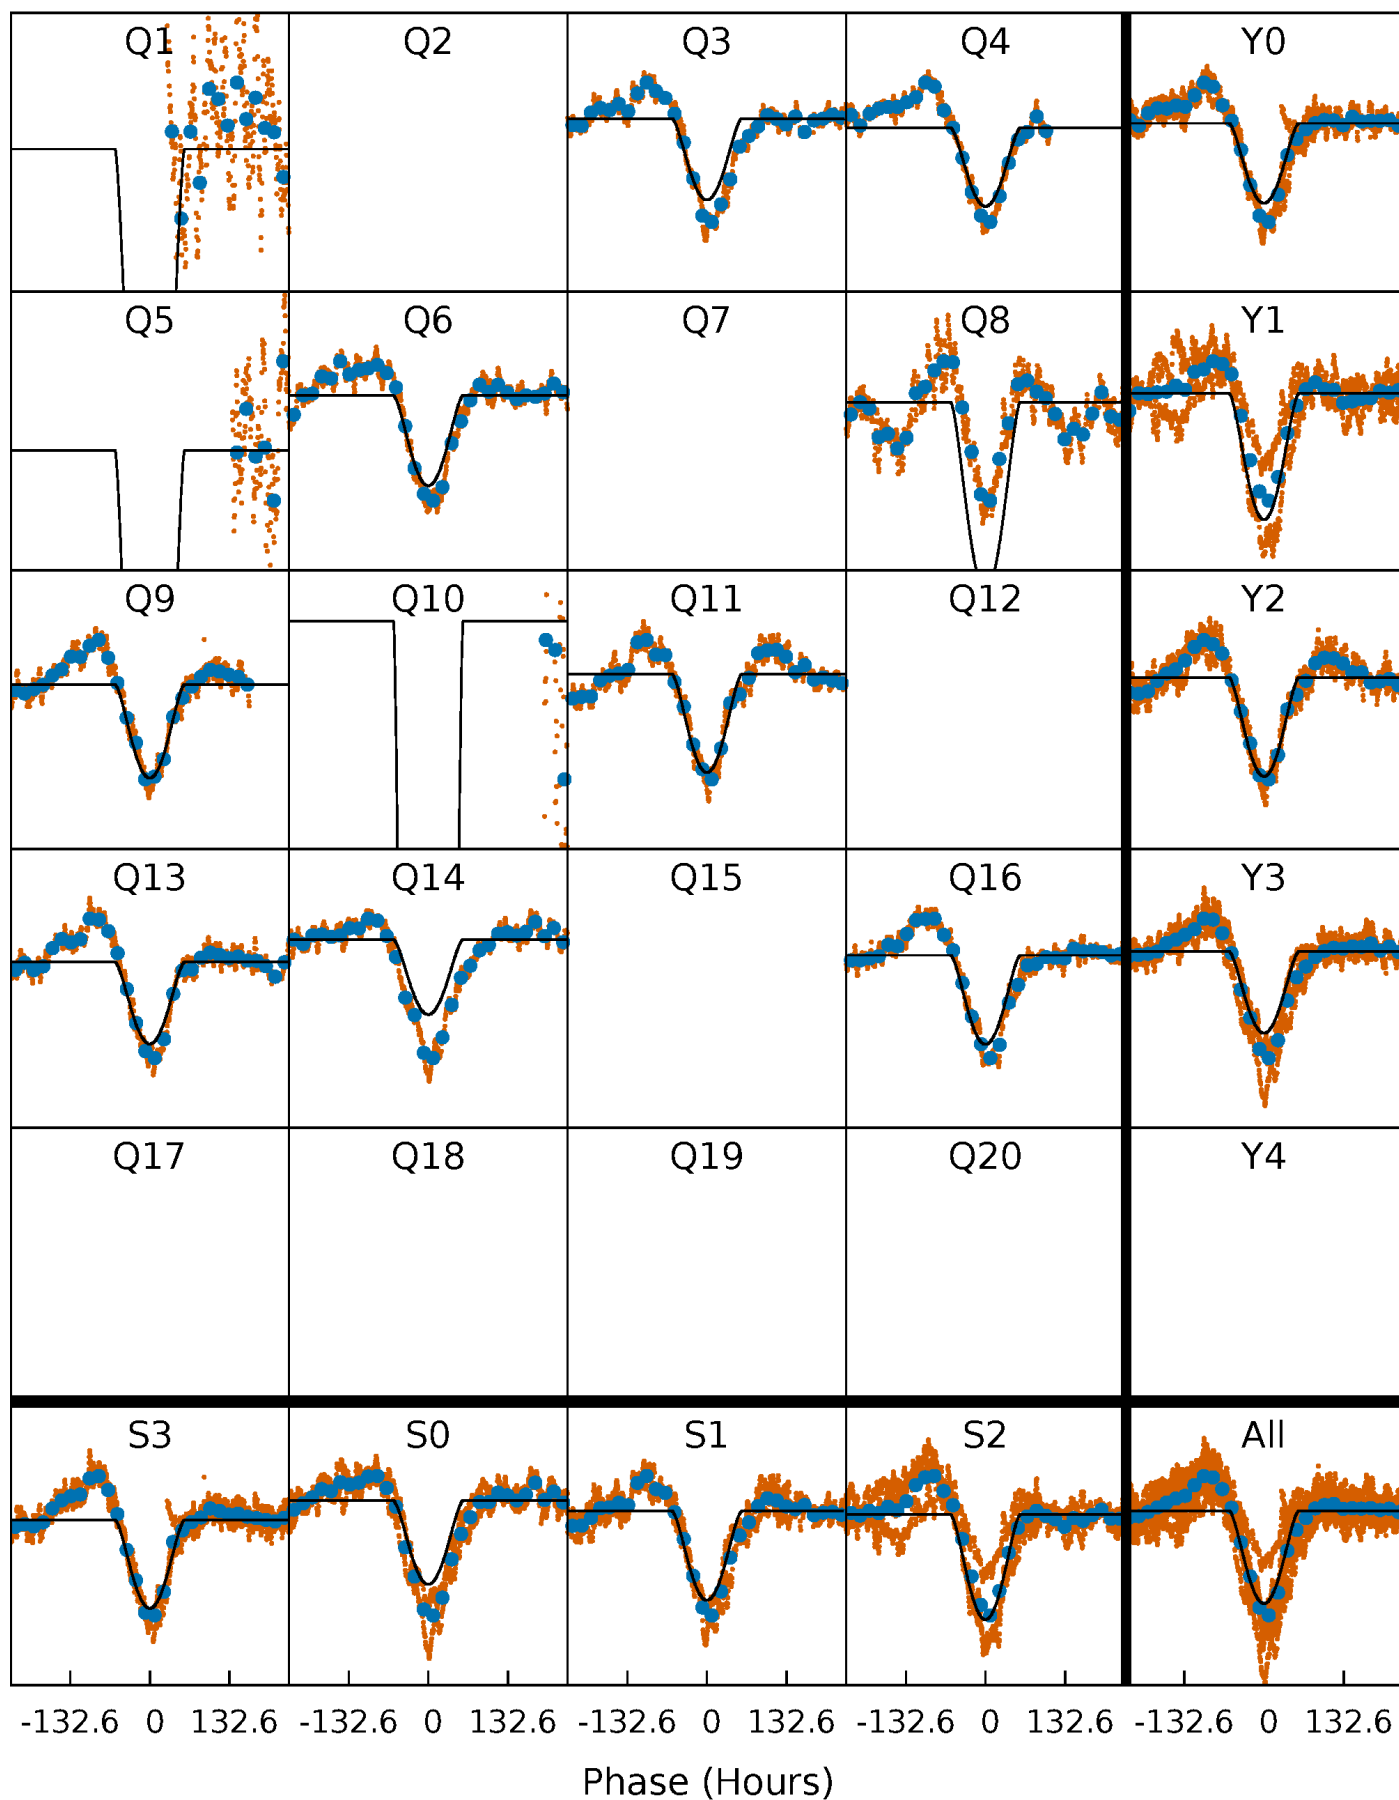 Q1 Q2 Q3 Q4 Y0
Q5 Q6 Q7 Q8 Y1
Q9 Q10 Q11 Q12 Y2
Q13 Q14 Q15 Q16 Y3
Q17 Q18 Q19 Q20 Y4
S3 S0 S1 S2 All
-132.6 0 132.6 -132.6 0 132.6 -132.6 0 132.6 -132.6 0 132.6 -132.6 0 132.6
Phase (Hours)